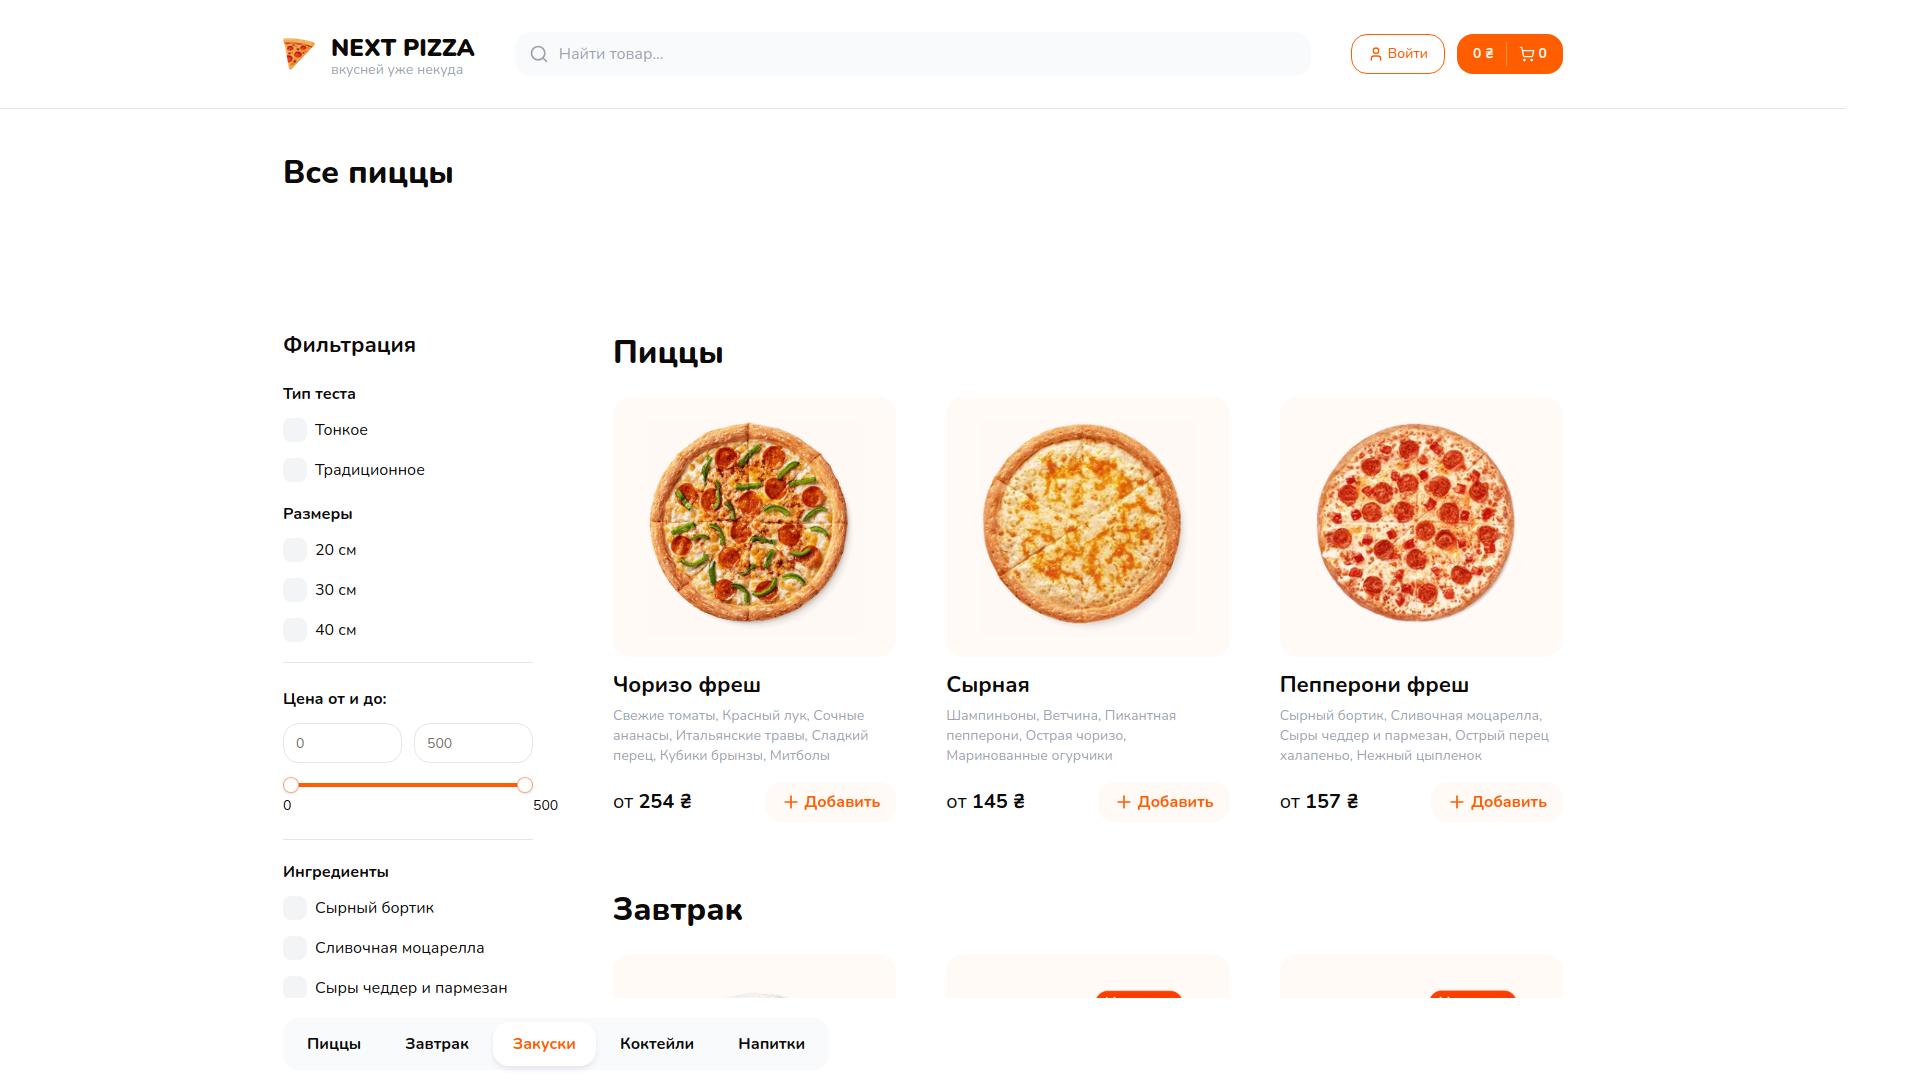 NEXT PIZZA
вкусней уже некуда
Найти товар...
Войти
0 ₴
0
Все пиццы
Фильтрация
Тип теста
Тонкое
Традиционное
Размеры
20 см
30 см
40 см
Цена от и до:
0
500
0
500
Ингредиенты
Сырный бортик
Сливочная моцарелла
Сыры чеддер и пармезан
Пиццы
Чоризо фреш
Свежие томаты, Красный лук, Сочные
ананасы, Итальянские травы, Сладкий
перец, Кубики брынзы, Митболы
от 254 ₴
Добавить
Сырная
Шампиньоны, Ветчина, Пикантная
пепперони, Острая чоризо,
Маринованные огурчики
от 145 ₴
Добавить
Пепперони фреш
Сырный бортик, Сливочная моцарелла,
Сыры чеддер и пармезан, Острый перец
халапеньо, Нежный цыпленок
от 157 ₴
Добавить
Завтрак
Пиццы
Завтрак
Закуски
Коктейли
Напитки